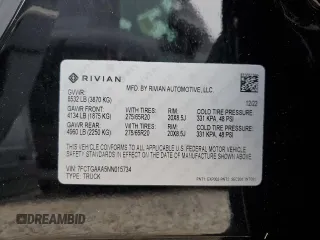 RIVIAN
MFD. BY RIVIAN AUTOMOTIVE, LLC.
12/22
GVWR:
8532 LB (3870 KG)
GAWR FRONT TIRES RIM COLD TIRE PRESSURE
4134 LB (1875 KG) 275/65R20 20X8.5J 331 KPA, 48 PSI
GAWR REAR TIRES RIM COLD TIRE PRESSURE
4960 LB (2250 KG) 275/65R20 20X8.5J 331 KPA, 48 PSI
THIS VEHICLE CONFORMS TO ALL APPLICABLE U.S. FEDERAL MOTOR VEHICLE SAFETY
STANDARDS IN EFFECT ON THE DATE OF MANUFACTURE SHOWN ABOVE.
VIN: 7FCTGAAA5NN015734
TYPE: TRUCK
DREAMBID